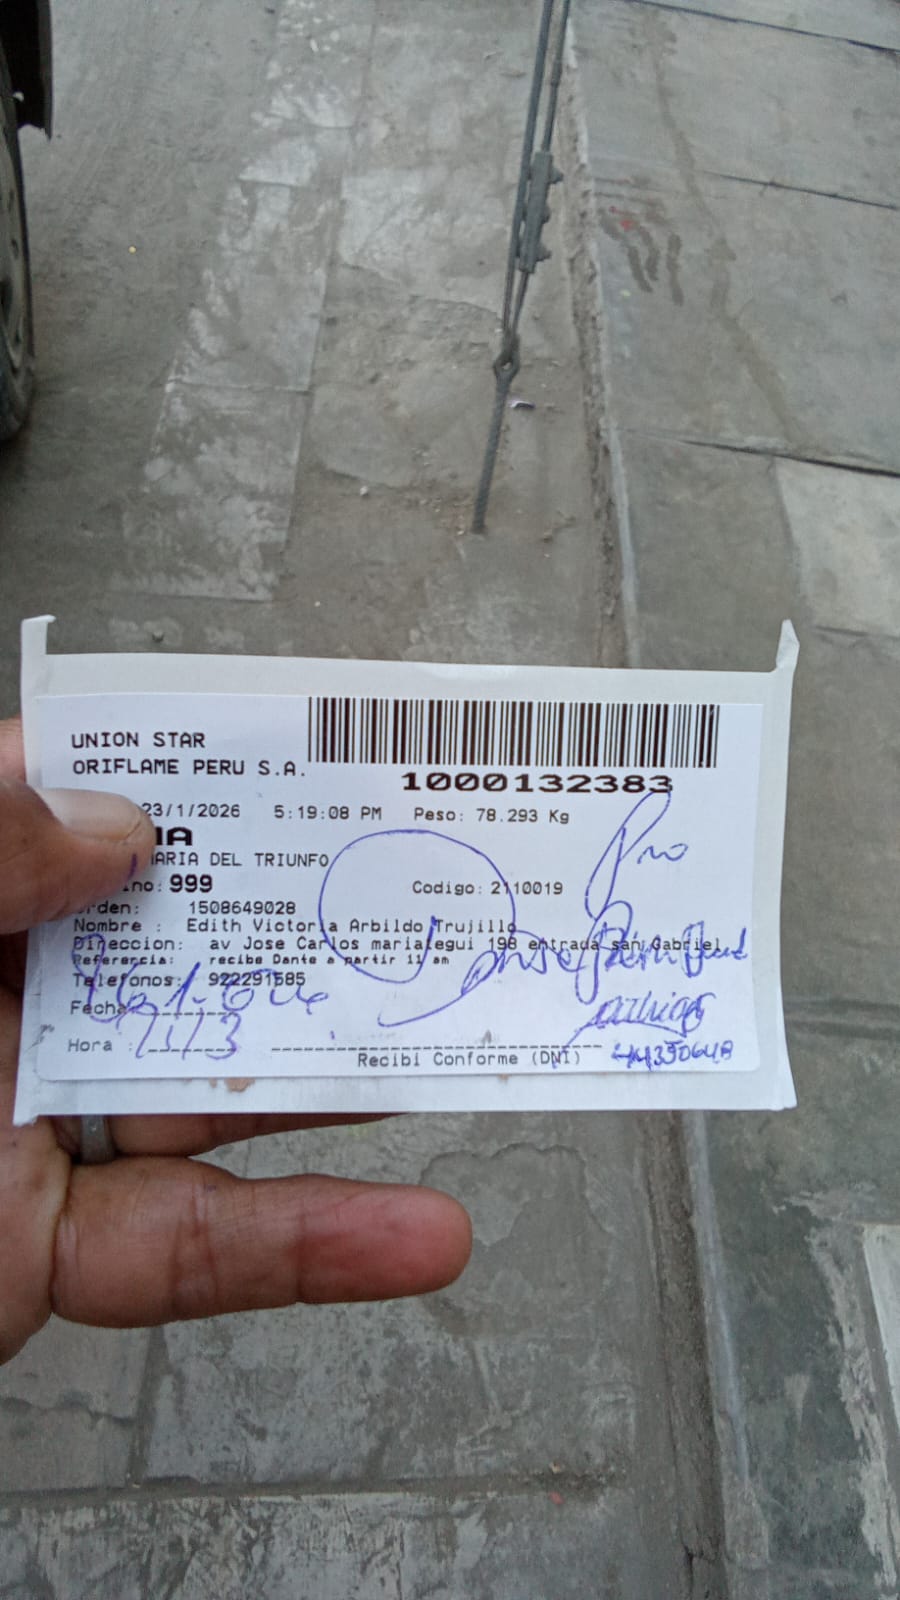 UNION STAR
ORIFLAME PERU S.A.
1000132383
23/1/2026 5:19:08 PM Peso: 78.293 Kg
MARIA DEL TRIUNFO
999 Codigo: 2110019
Orden: 1508649028
Nombre : Edith Victoria Arbildo Trujillo
Direccion: av Jose Carlos mariategui 198 entrada san Gabriel
Referencia: recibe Dante a partir 11 am
Telefonos: 922291585
Fecha
Hora :
Recibi Conforme (DNI) 44350648